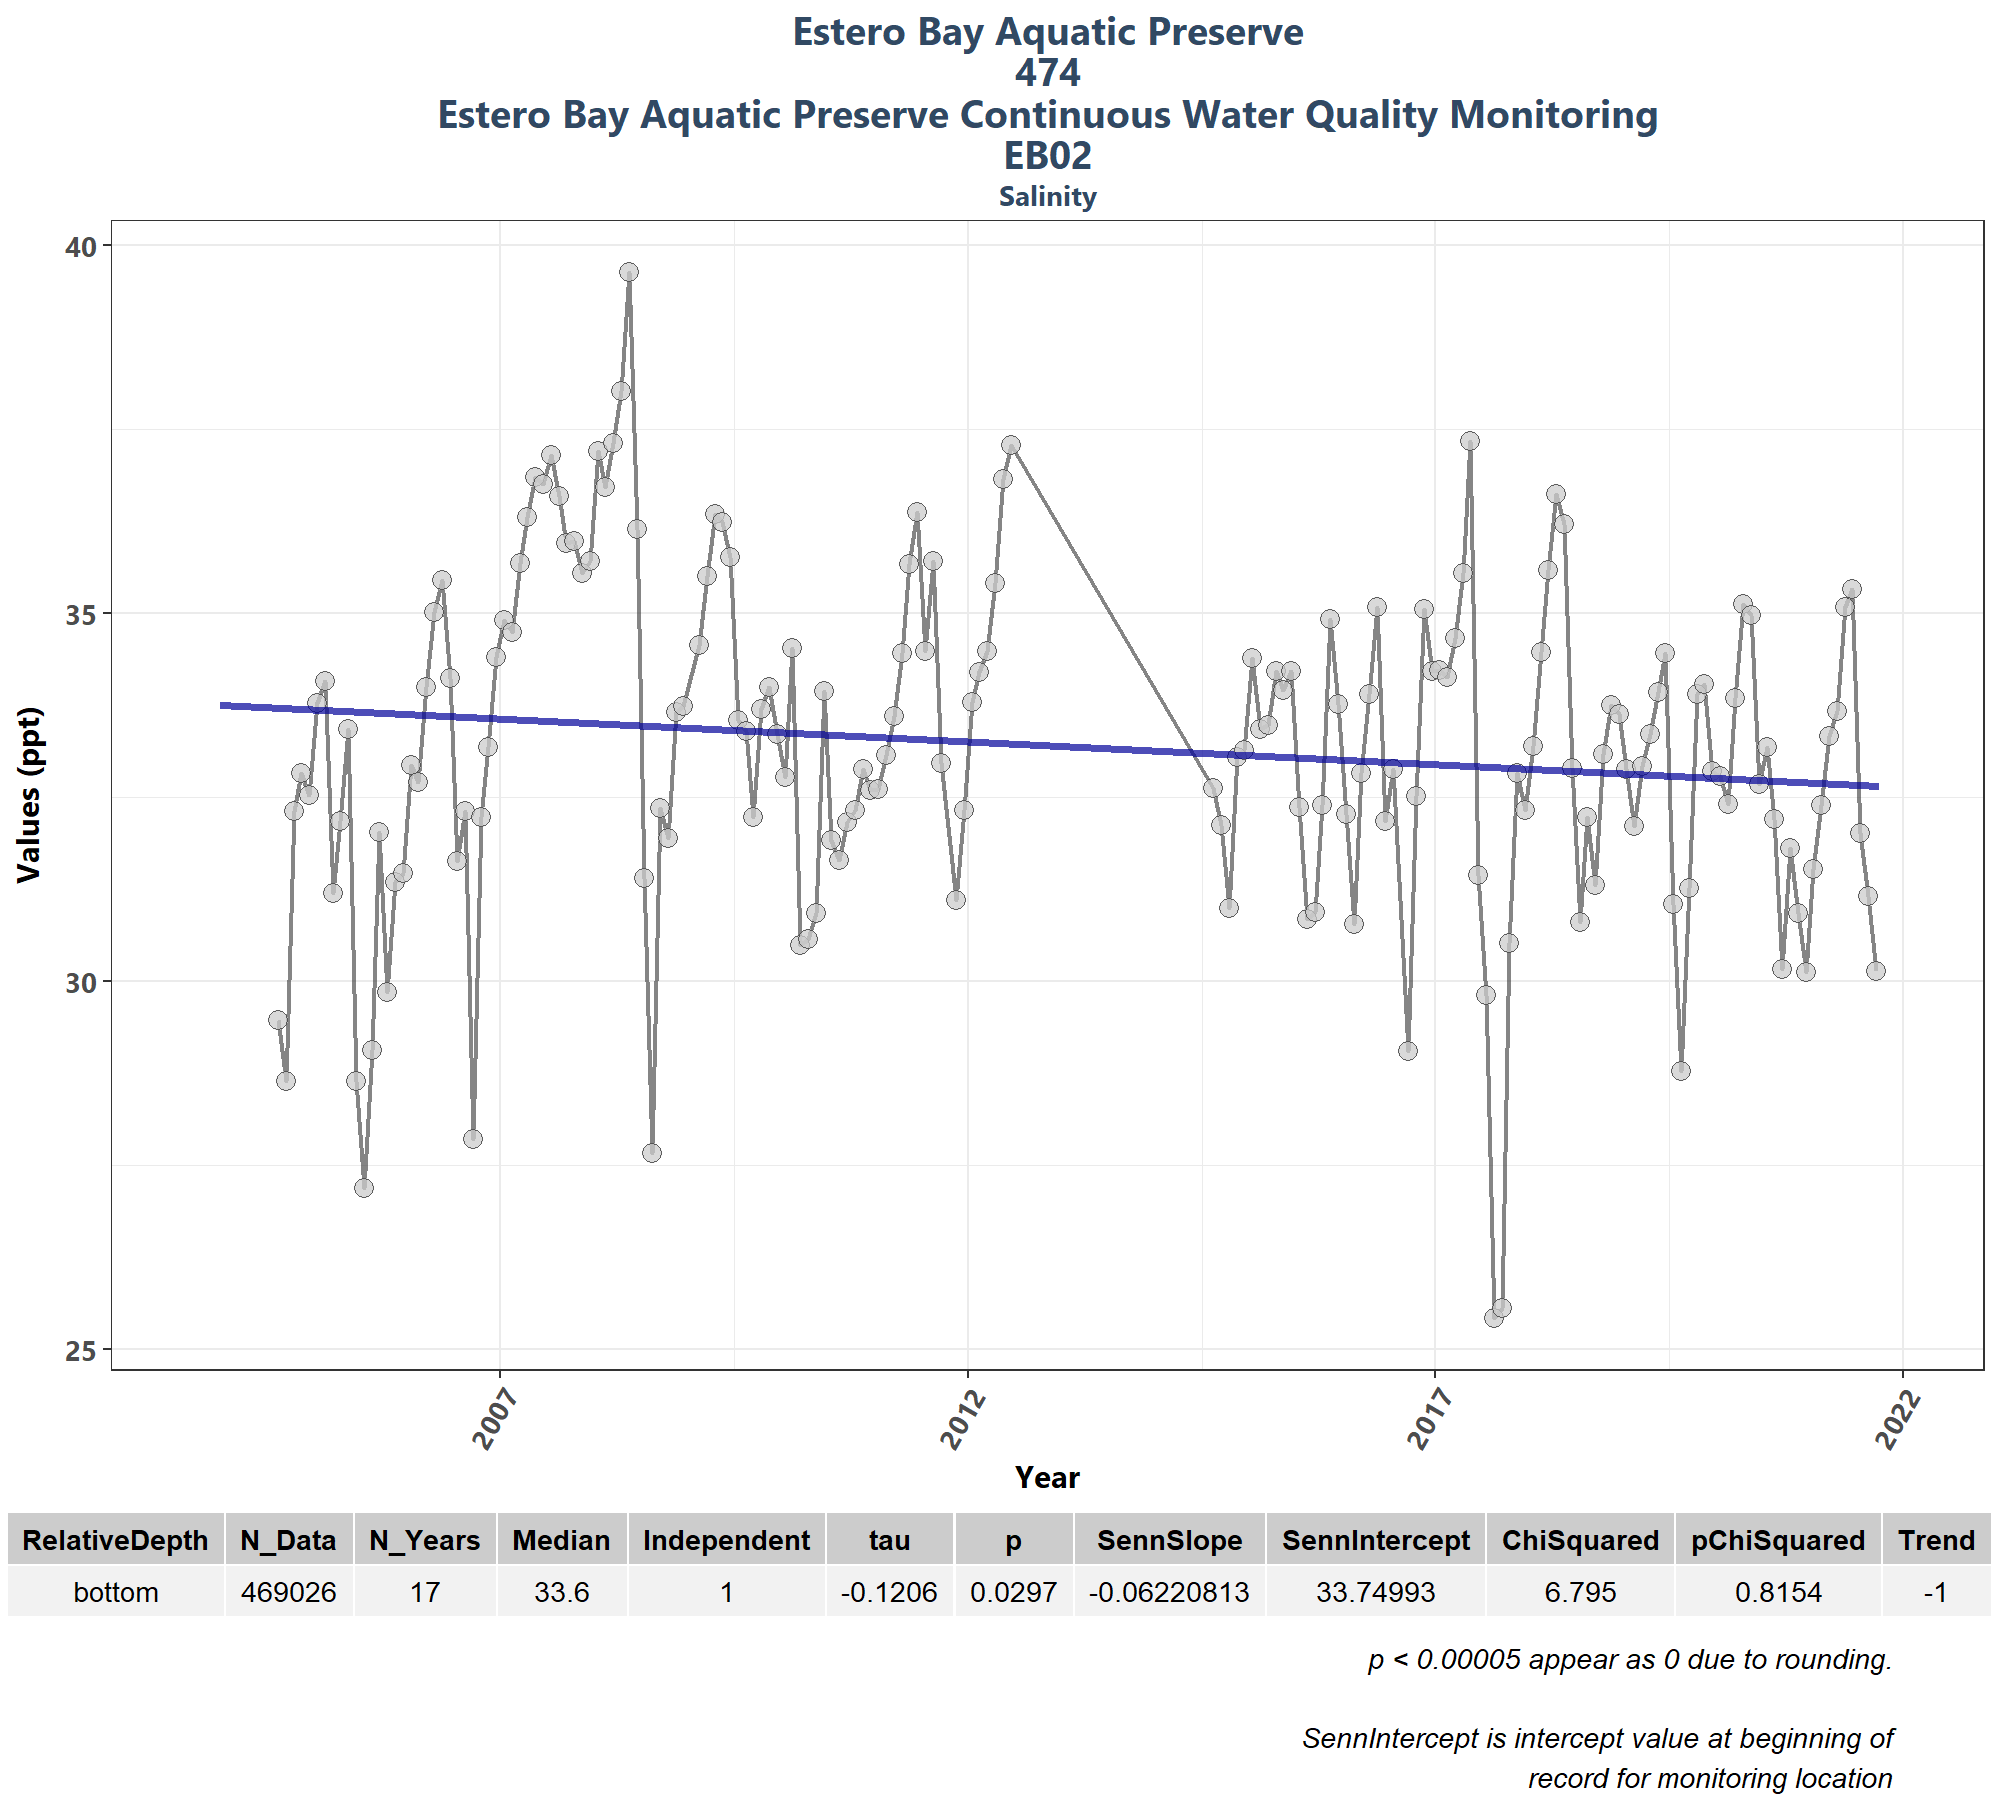 Estero Bay Aquatic Preserve
474
Estero Bay Aquatic Preserve Continuous Water Quality Monitoring
EB02
Salinity
40
35
30
25
Values (ppt)
2007 2012 2017 2022
Year
RelativeDepth N_Data N_Years Median Independent tau p SennSlope SennIntercept ChiSquared pChiSquared Trend
bottom 469026 17 33.6 1 -0.1206 0.0297 -0.06220813 33.74993 6.795 0.8154 -1
p < 0.00005 appear as 0 due to rounding.
SennIntercept is intercept value at beginning of
record for monitoring location